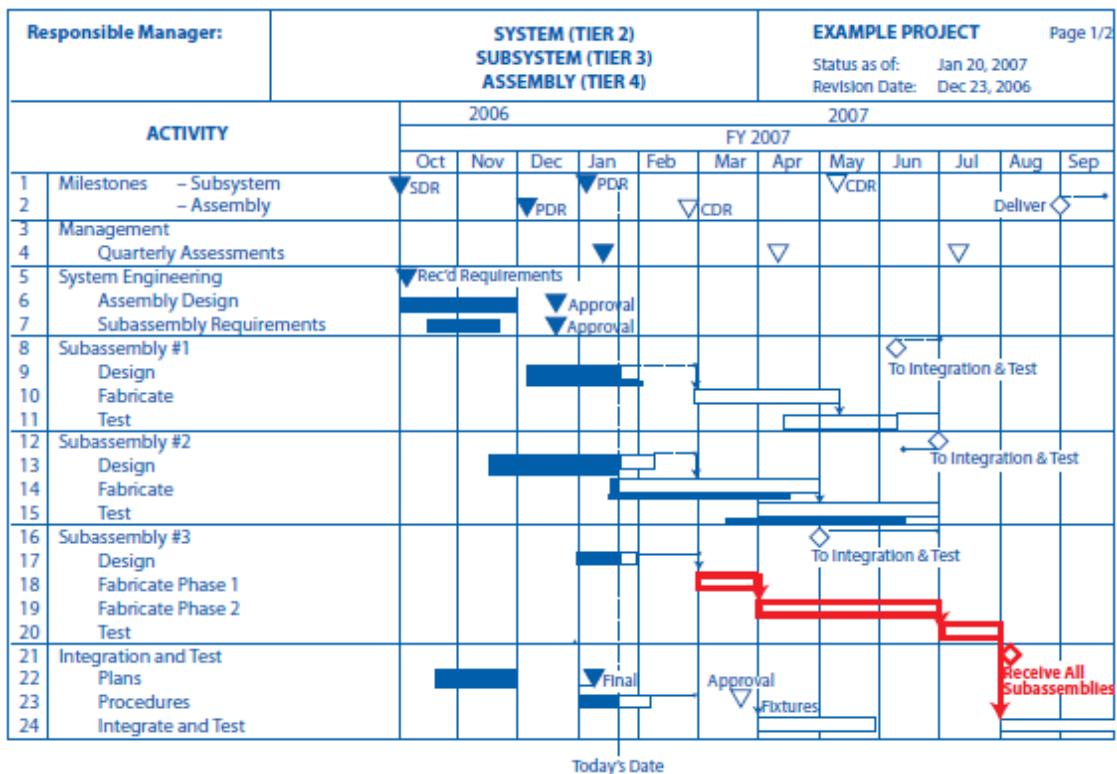 Responsible Manager:
SYSTEM (TIER 2)
SUBSYSTEM (TIER 3)
ASSEMBLY (TIER 4)
EXAMPLE PROJECT Page 1/2
Status as of: Jan 20, 2007
Revision Date: Dec 23, 2006
ACTIVITY
2006 2007
FY 2007
Oct Nov Dec Jan Feb Mar Apr May Jun Jul Aug Sep
1 Milestones – Subsystem SDR PDR CDR
2 – Assembly PDR CDR Deliver
3 Management
4 Quarterly Assessments
5 System Engineering Rec'd Requirements
6 Assembly Design Approval
7 Subassembly Requirements Approval
8 Subassembly #1
To Integration & Test
9 Design
10 Fabricate
11 Test
12 Subassembly #2
To Integration & Test
13 Design
14 Fabricate
15 Test
16 Subassembly #3
To Integration & Test
17 Design
18 Fabricate Phase 1
19 Fabricate Phase 2
20 Test
21 Integration and Test
Receive All
Subassemblies
22 Plans Final Approval
23 Procedures Fixtures
24 Integrate and Test
Today's Date